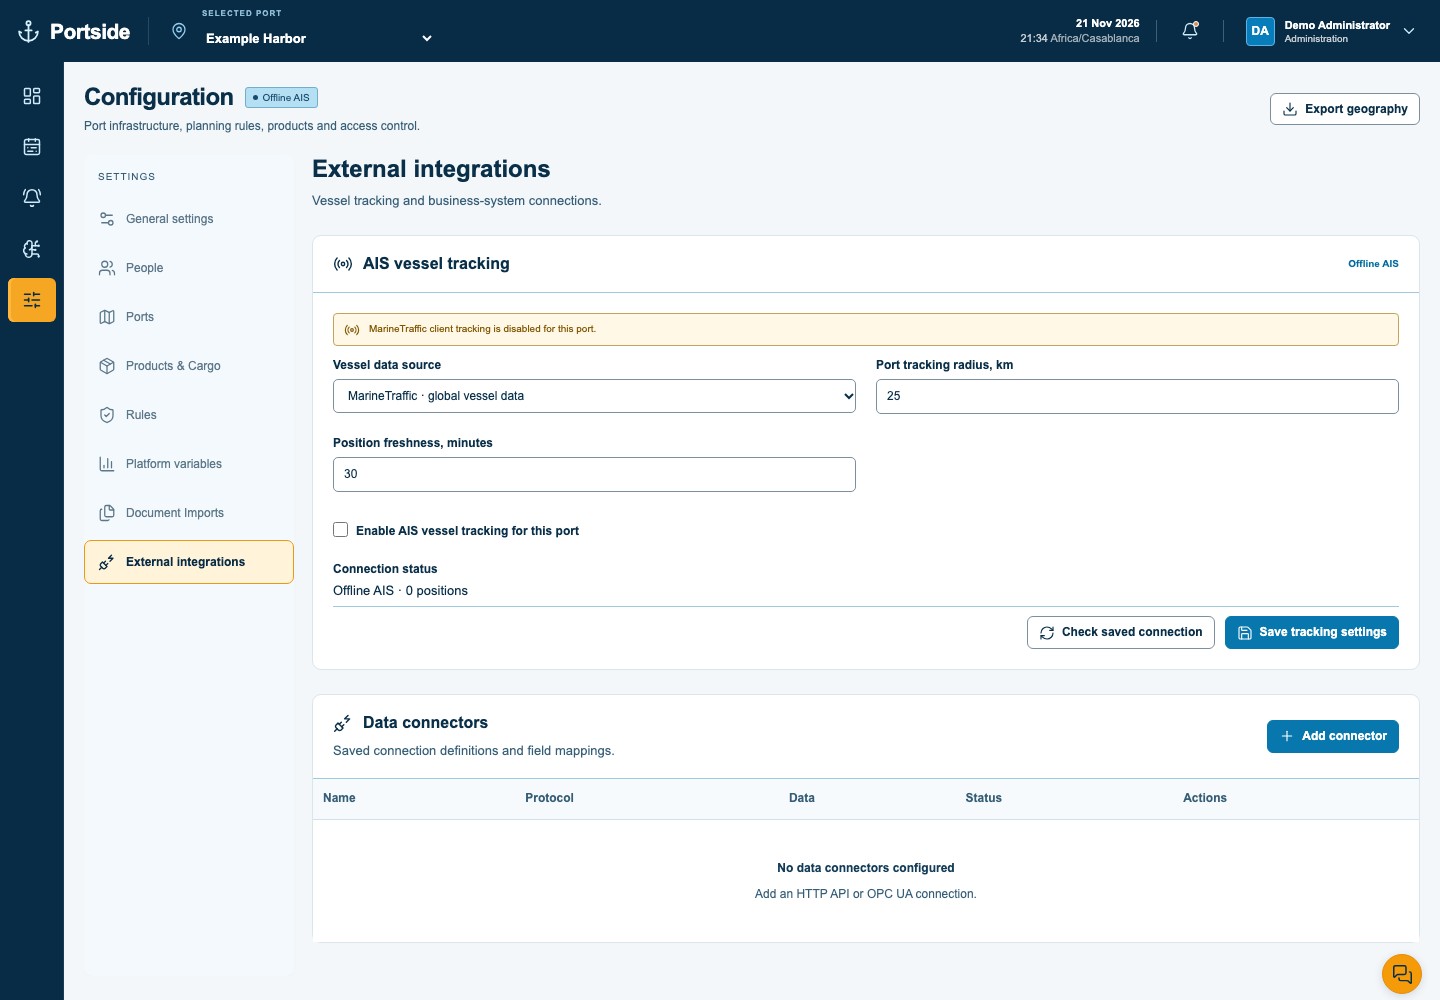 Portside
SELECTED PORT
Example Harbor
21 Nov 2026
21:34 Africa/Casablanca
DA
Demo Administrator
Administration
Configuration
Offline AIS
Port infrastructure, planning rules, products and access control.
Export geography
SETTINGS
General settings
People
Ports
Products & Cargo
Rules
Platform variables
Document Imports
External integrations
External integrations
Vessel tracking and business-system connections.
AIS vessel tracking
Offline AIS
MarineTraffic client tracking is disabled for this port.
Vessel data source
MarineTraffic · global vessel data
Port tracking radius, km
25
Position freshness, minutes
30
Enable AIS vessel tracking for this port
Connection status
Offline AIS · 0 positions
Check saved connection
Save tracking settings
Data connectors
Saved connection definitions and field mappings.
Add connector
Name Protocol Data Status Actions
No data connectors configured
Add an HTTP API or OPC UA connection.